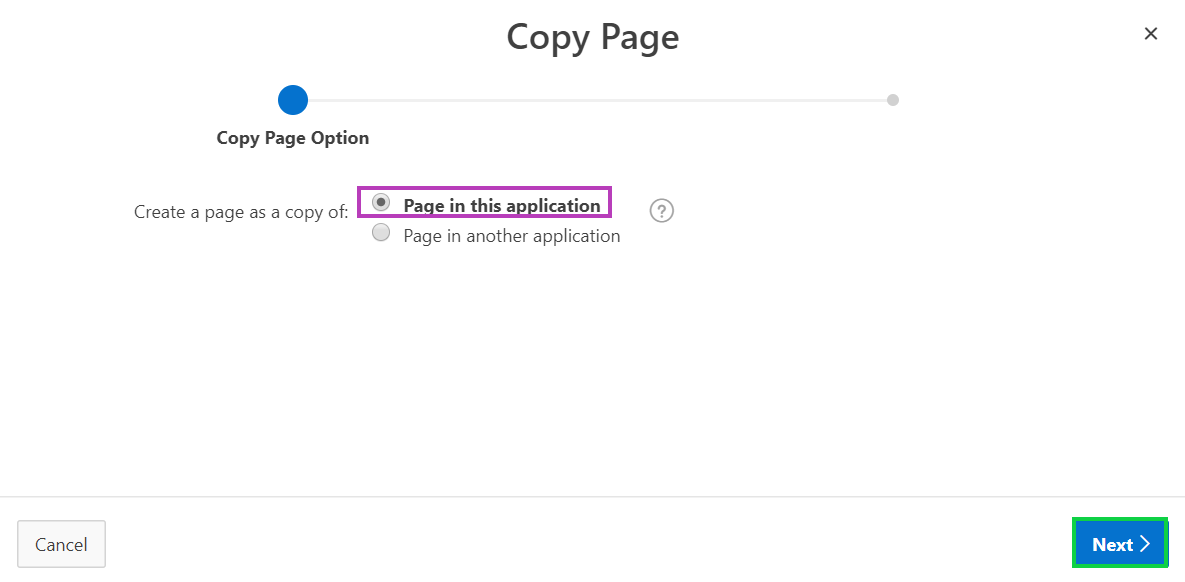 Copy Page
Copy Page Option
Create a page as a copy of:
Page in this application
?
Page in another application
Cancel
Next